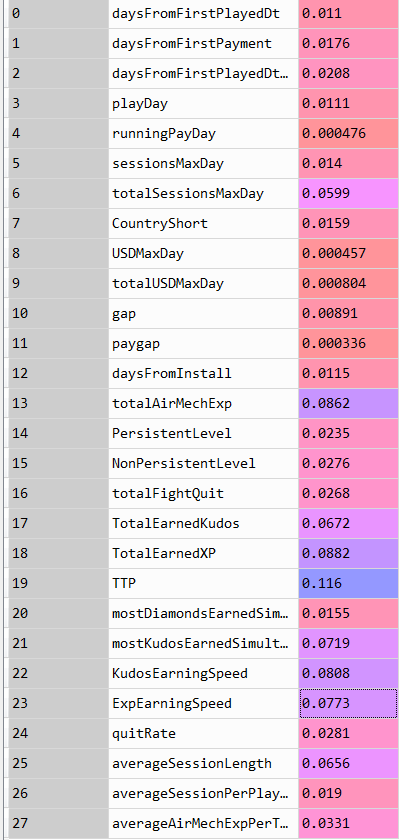 0 daysFromFirstPlayedDt 0.011
1 daysFromFirstPayment 0.0176
2 daysFromFirstPlayedDt… 0.0208
3 playDay 0.0111
4 runningPayDay 0.000476
5 sessionsMaxDay 0.014
6 totalSessionsMaxDay 0.0599
7 CountryShort 0.0159
8 USDMaxDay 0.000457
9 totalUSDMaxDay 0.000804
10 gap 0.00891
11 paygap 0.000336
12 daysFromInstall 0.0115
13 totalAirMechExp 0.0862
14 PersistentLevel 0.0235
15 NonPersistentLevel 0.0276
16 totalFightQuit 0.0268
17 TotalEarnedKudos 0.0672
18 TotalEarnedXP 0.0882
19 TTP 0.116
20 mostDiamondsEarnedSim… 0.0155
21 mostKudosEarnedSimult… 0.0719
22 KudosEarningSpeed 0.0808
23 ExpEarningSpeed 0.0773
24 quitRate 0.0281
25 averageSessionLength 0.0656
26 averageSessionPerPlay… 0.019
27 averageAirMechExpPerT… 0.0331